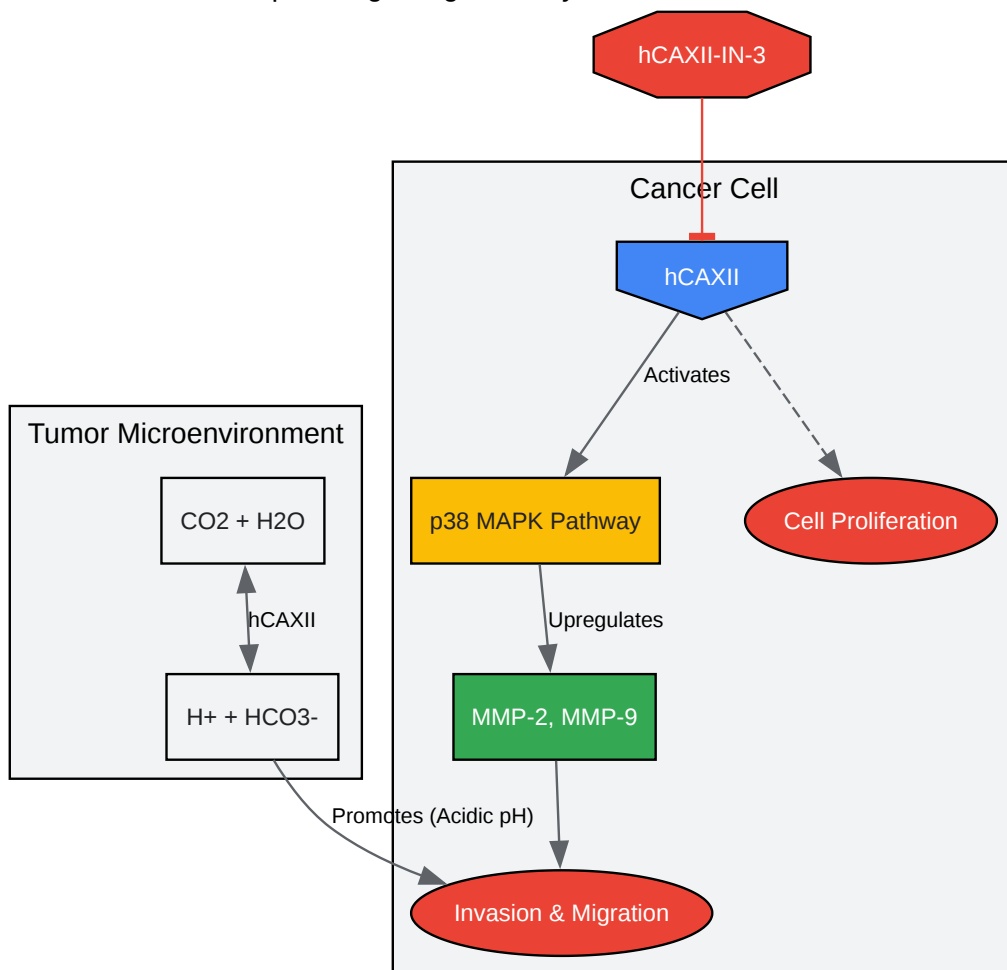 hCAXII-IN-3
Cancer Cell
hCAXII
Activates
Tumor Microenvironment
CO2 + H2O
p38 MAPK Pathway
Cell Proliferation
hCAXII
Upregulates
H+ + HCO3-
MMP-2, MMP-9
Promotes (Acidic pH)
Invasion & Migration